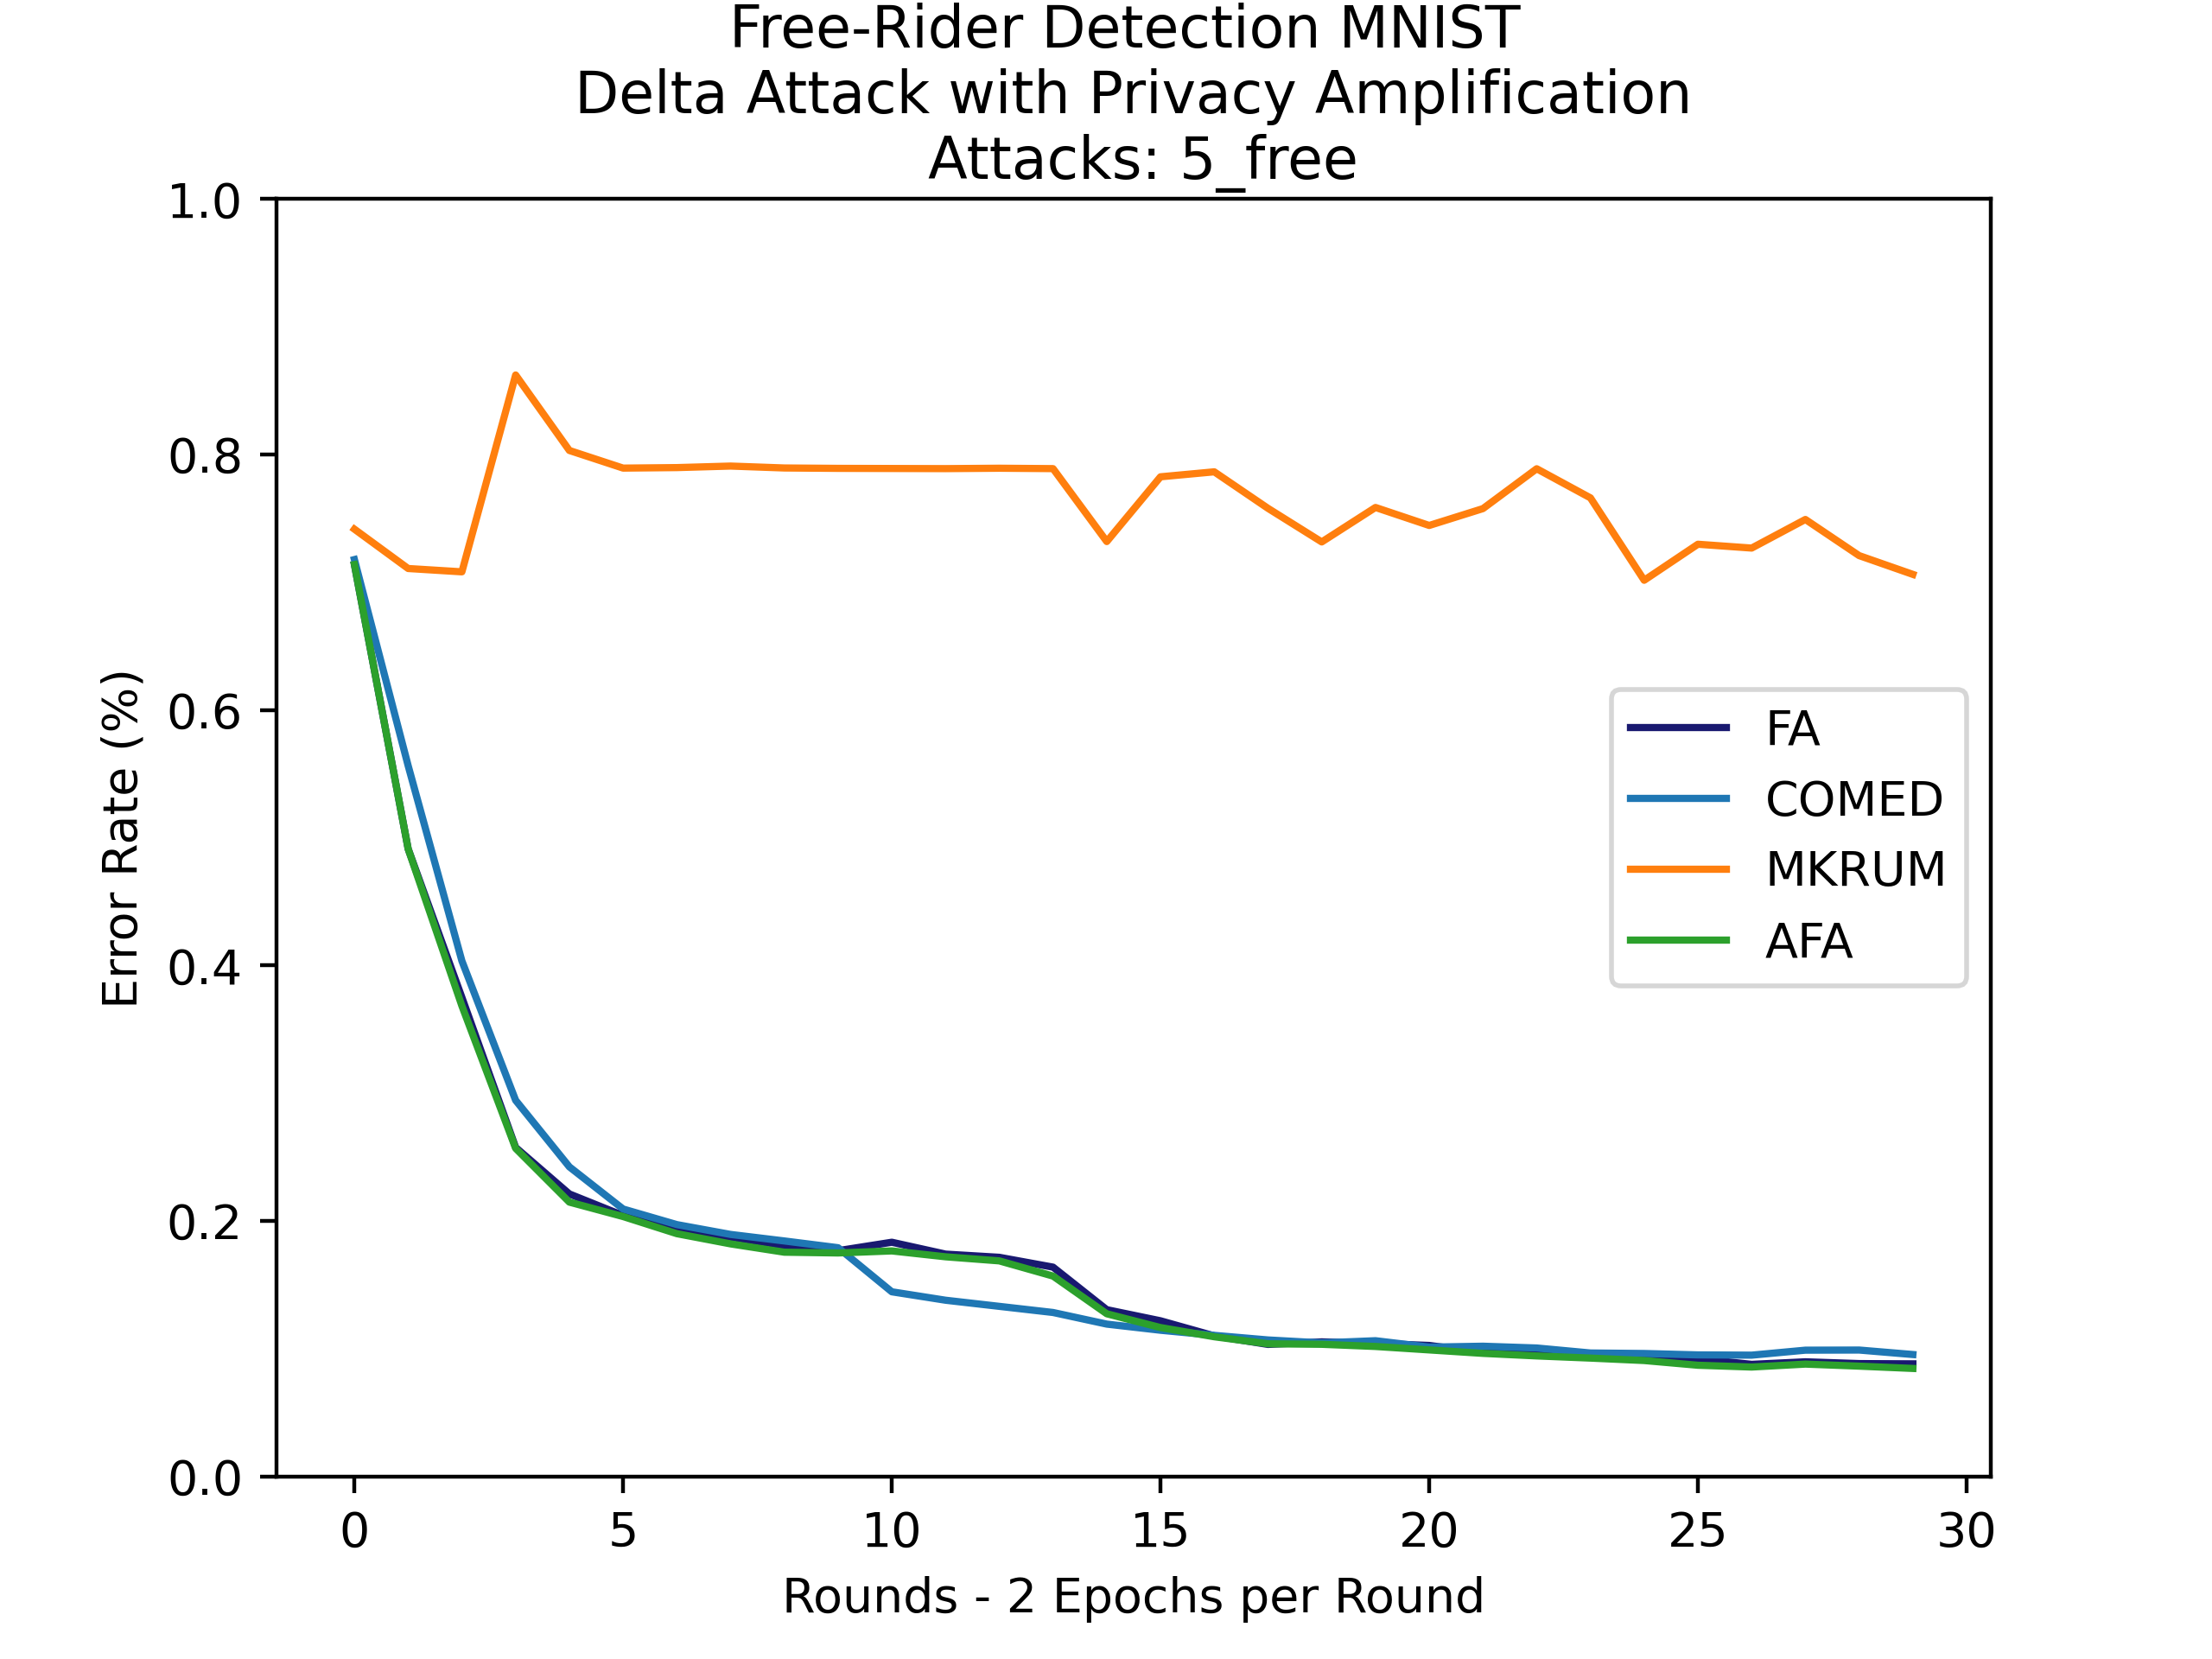 Free-Rider Detection MNIST
Delta Attack with Privacy Amplification
Attacks: 5_free
1.0
0.8
0.6
0.4
0.2
0.0
Error Rate (%)
FA
COMED
MKRUM
AFA
0 5 10 15 20 25 30
Rounds - 2 Epochs per Round